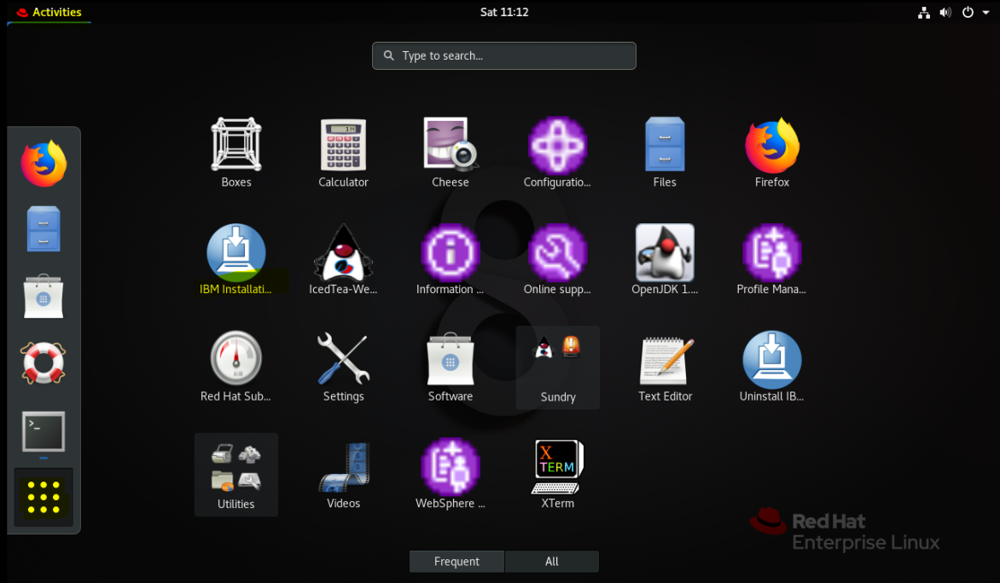 Activities
Sat 11:12
Type to search...
Boxes
Calculator
Cheese
Configuratio...
Files
Firefox
IBM Installati...
IcedTea-We...
Information ...
Online supp...
OpenJDK 1....
Profile Mana...
Red Hat Sub...
Settings
Software
Sundry
Text Editor
Uninstall IB...
Utilities
Videos
WebSphere ...
X
TERM
XTerm
Red Hat
Enterprise Linux
Frequent
All